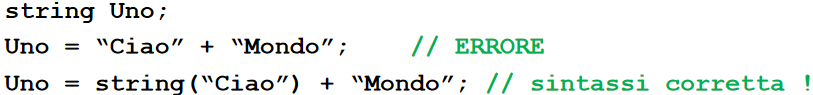 string Uno;
Uno = “Ciao” + “Mondo”; // ERRORE
Uno = string(“Ciao”) + “Mondo”; // sintassi corretta !